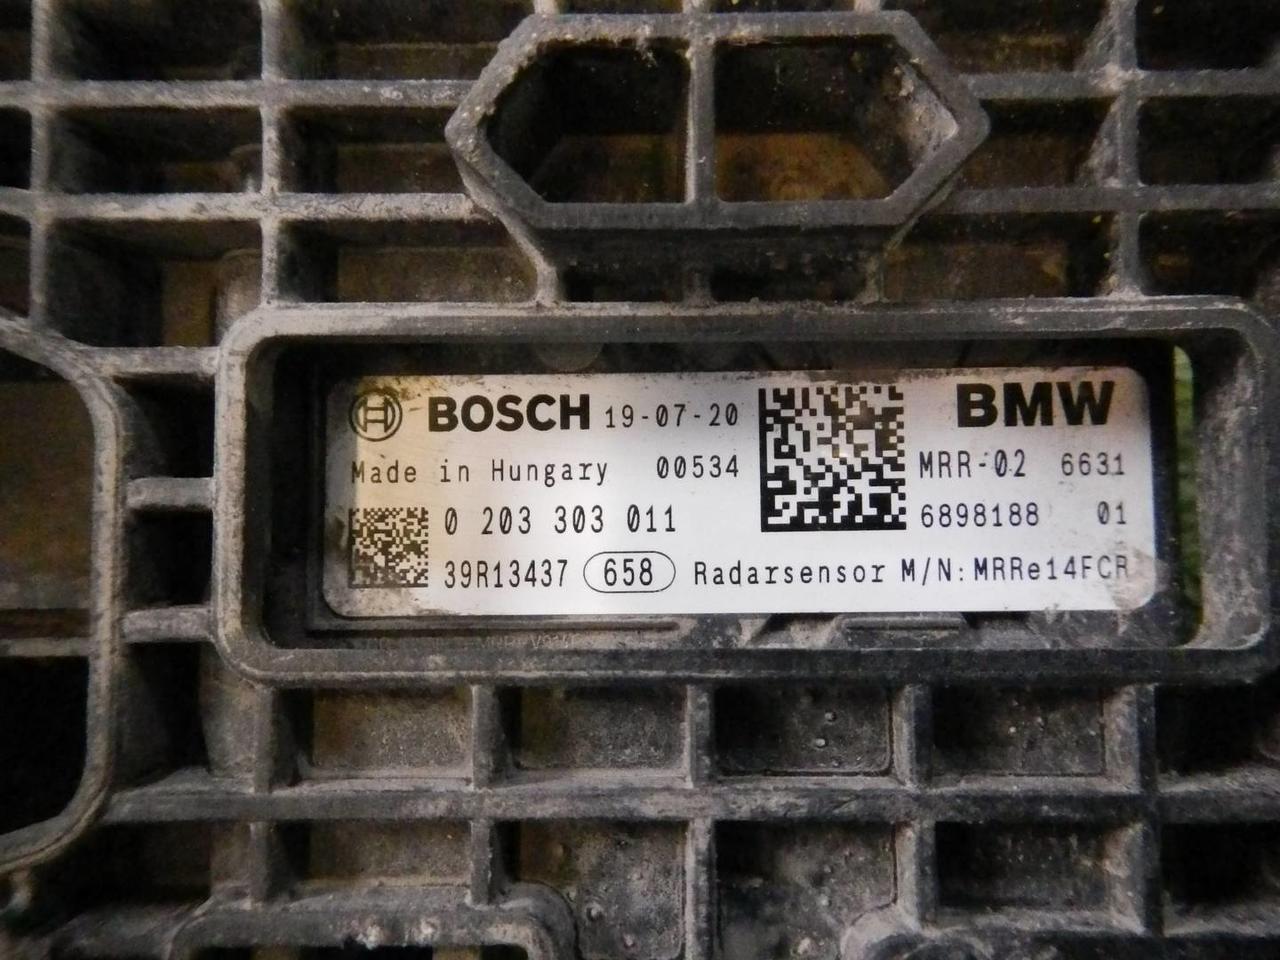 BOSCH 19-07-20 BMW
Made in Hungary 00534 MRR-02 6631
0 203 303 011 6898188 01
39R13437 658 Radarsensor M/N:MRRe14FCR